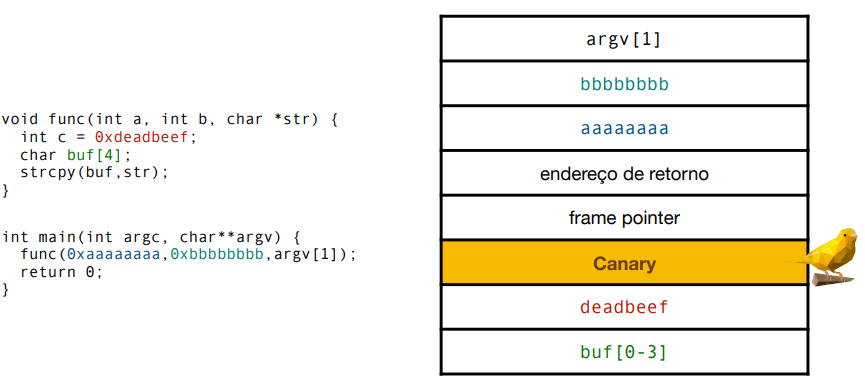 void func(int a, int b, char *str) {
int c = 0xdeadbeef;
char buf[4];
strcpy(buf,str);
}
int main(int argc, char**argv) {
func(0xaaaaaaaa,0xbbbbbbbb,argv[1]);
return 0;
}
argv[1]
bbbbbbbb
aaaaaaaa
endereço de retorno
frame pointer
Canary
deadbeef
buf[0-3]